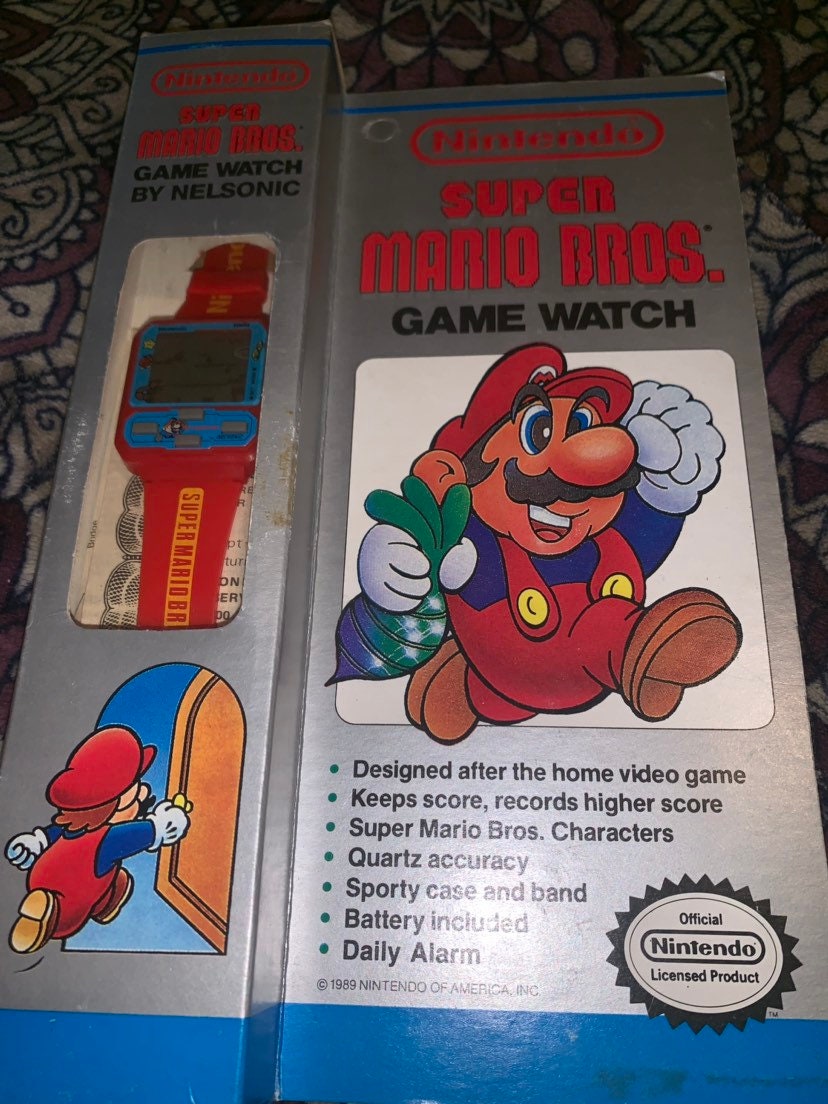 Nintendo
SUPER
MARIO BROS.
GAME WATCH
BY NELSONIC
SUPER MARIO BR
Nintendo
SUPER
MARIO BROS.
GAME WATCH
• Designed after the home video game
• Keeps score, records higher score
• Super Mario Bros. Characters
• Quartz accuracy
• Sporty case and band
• Battery included
• Daily Alarm
© 1989 NINTENDO OF AMERICA, INC.
Official
Nintendo
Licensed Product
TM